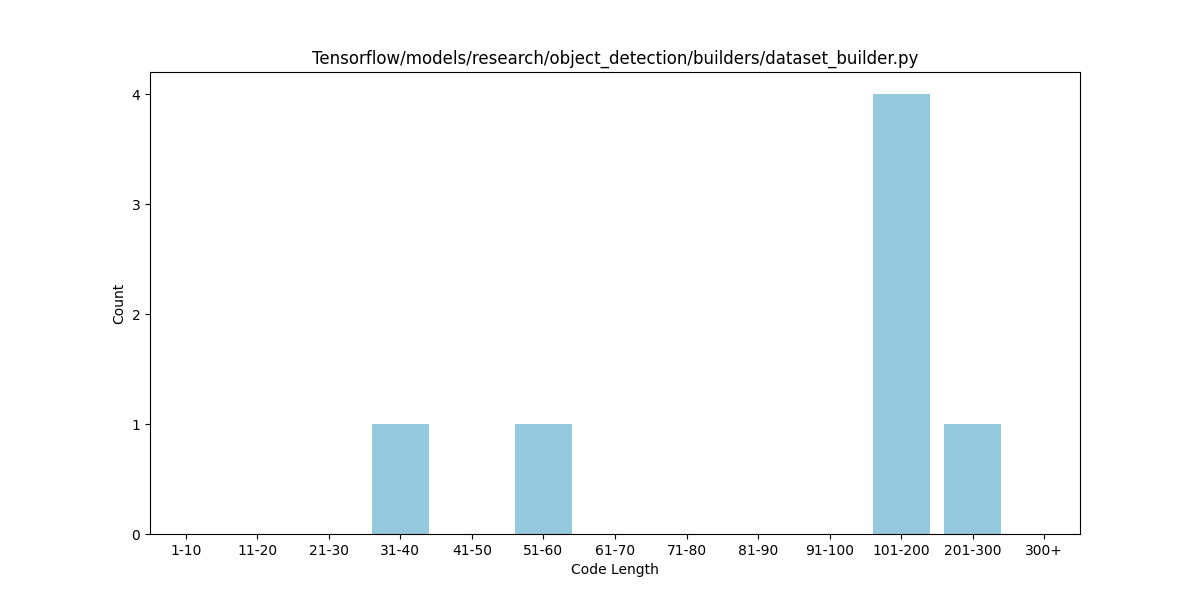 Tensorflow/models/research/object_detection/builders/dataset_builder.py
4
3
2
1
0
Count
1-10 11-20 21-30 31-40 41-50 51-60 61-70 71-80 81-90 91-100 101-200 201-300 300+
Code Length